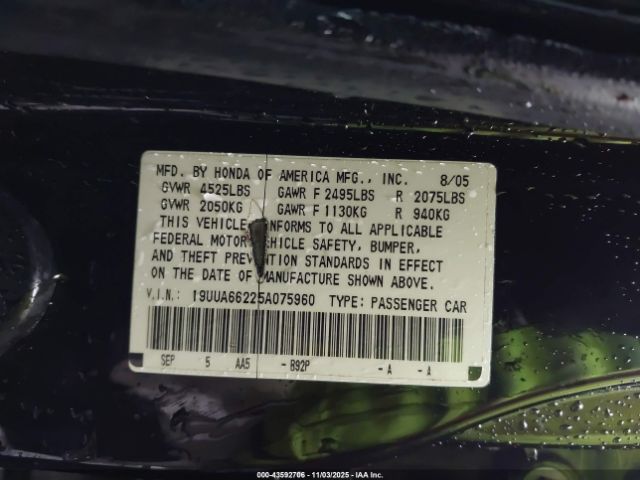 MFD. BY HONDA OF AMERICA MFG., INC. 8/05
GVWR 4525LBS GAWR F 2495LBS R 2075LBS
GVWR 2050KG GAWR F 1130KG R 940KG
THIS VEHICLE CONFORMS TO ALL APPLICABLE
FEDERAL MOTOR VEHICLE SAFETY, BUMPER,
AND THEFT PREVENTION STANDARDS IN EFFECT
ON THE DATE OF MANUFACTURE SHOWN ABOVE.
V.I.N.: 19UUA66225A075960 TYPE: PASSENGER CAR
SEP 5 AA5 - B92P - A - A
000-43592706 - 11/03/2025 - IAA Inc.